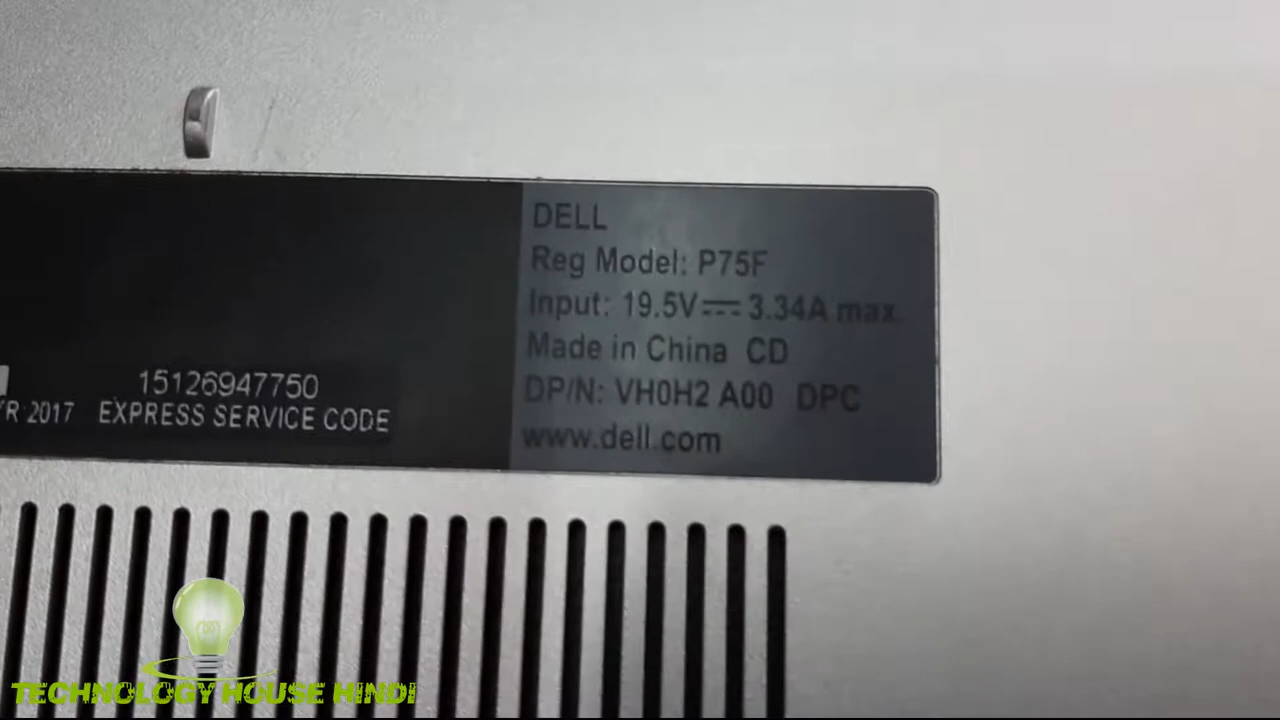 DELL
Reg Model: P75F
Input: 19.5V⎓3.34A max.
Made in China CD
DP/N: VH0H2 A00 DPC
www.dell.com
15126947750
YR 2017 EXPRESS SERVICE CODE
TECHNOLOGY HOUSE HINDI